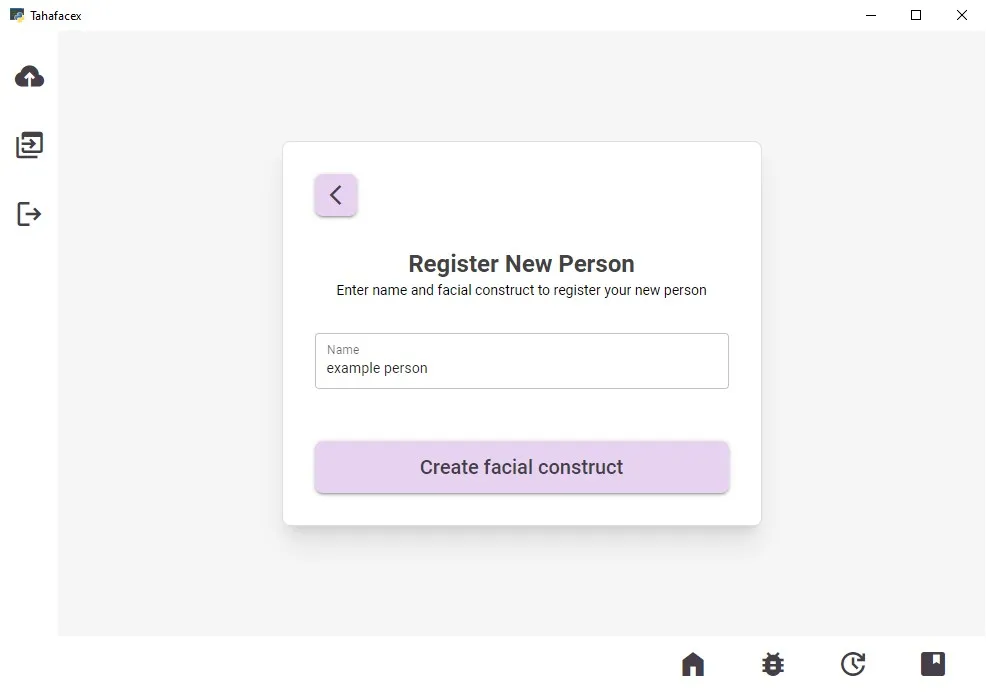 Tahafacex
Register New Person
Enter name and facial construct to register your new person
Name
example person
Create facial construct